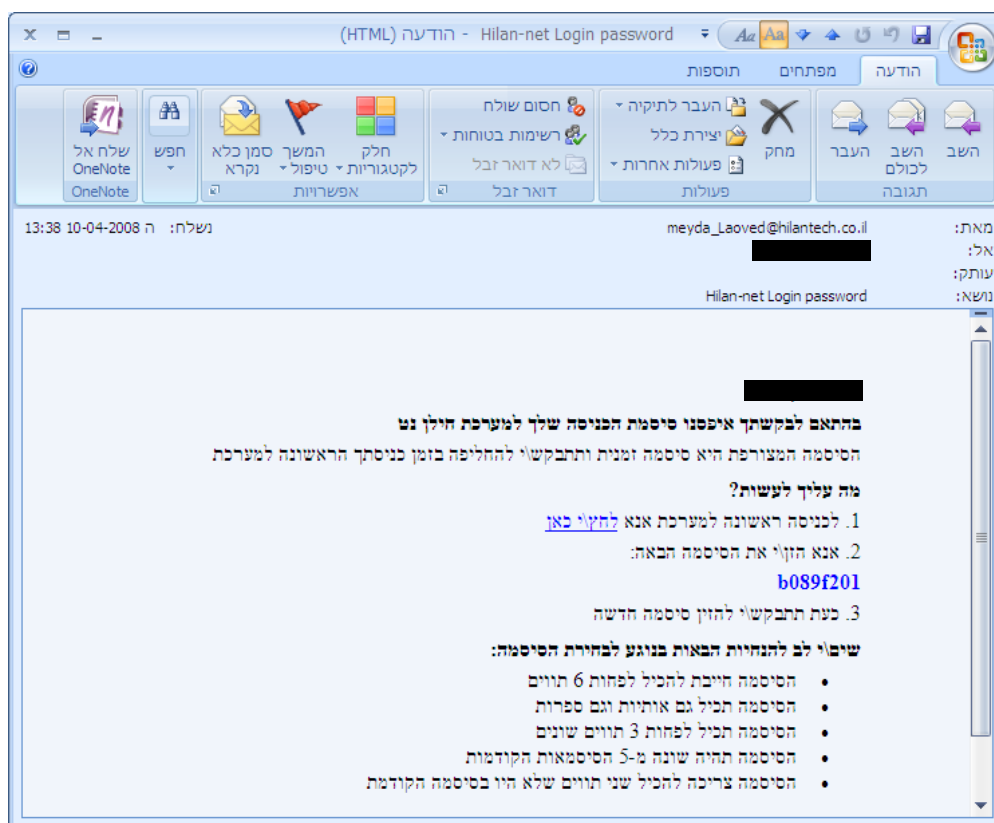 Hilan-net Login password - הודעה (HTML)
הודעה מפתחים תוספות
השב
השב לכולם
העבר
תגובה
מחק
העבר לתיקיה
יצירת כלל
פעולות אחרות
פעולות
חסום שולח
רשימות בטוחות
לא דואר זבל
דואר זבל
חלק לקטגוריות
המשך טיפול
סמן כלא נקרא
אפשרויות
חפש
שלח אל OneNote
OneNote
מאת: meyda_Laoved@hilantech.co.il
נשלח: ה 10-04-2008 13:38
אל:
עותק:
נושא: Hilan-net Login password
בהתאם לבקשתך איפסנו סיסמת הכניסה שלך למערכת חילן נט
הסיסמה המצורפת היא סיסמה זמנית ותתבקש\י להחליפה בזמן כניסתך הראשונה למערכת
מה עליך לעשות?
1. לכניסה ראשונה למערכת אנא לחץ\י כאן
2. אנא הזן\י את הסיסמה הבאה:
b089f201
3. כעת תתבקש\י להזין סיסמה חדשה
שים\י לב להנחיות הבאות בנוגע לבחירת הסיסמה:
• הסיסמה חייבת להכיל לפחות 6 תווים
• הסיסמה תכיל גם אותיות וגם ספרות
• הסיסמה תכיל לפחות 3 תווים שונים
• הסיסמה תהיה שונה מ-5 הסיסמאות הקודמות
• הסיסמה צריכה להכיל שני תווים שלא היו בסיסמה הקודמת